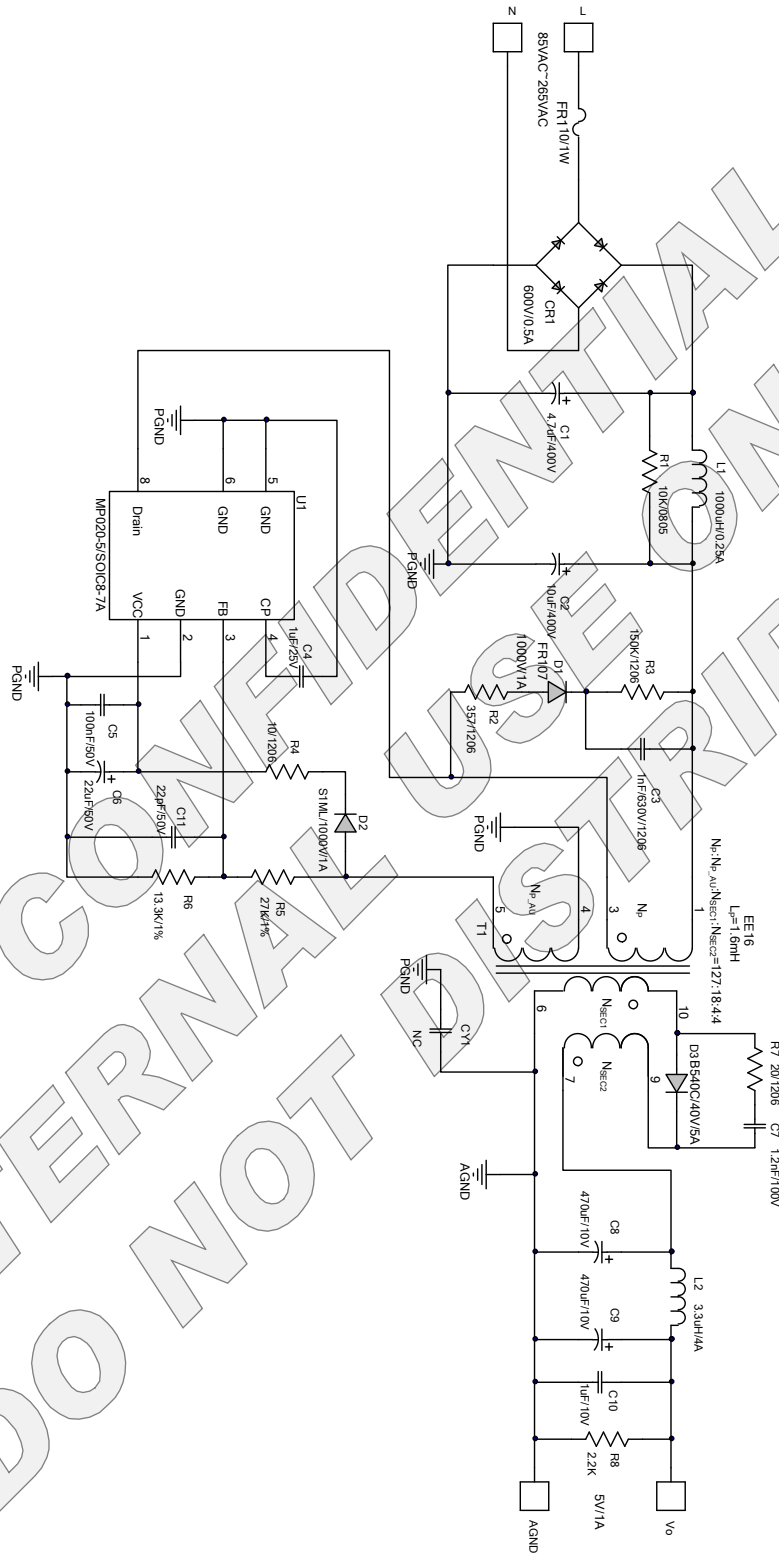 N
L
85VAC~265VAC
FR1 10/1W
CR1
600V/0.5A
L1
1000uH/0.25A
R1
10K/0805
C1
4.7uF/400V
C2
10uF/400V
PGND
R3
150K/1206
C3
1nF/630V/1206
D1
FR107
1000V/1A
R2
357/1206
PGND
U1
MP020-5/SOIC8-7A
8
Drain
6
GND
5
GND
VCC
1
GND
2
FB
3
CP
4
C4
1uF/25V
PGND
C5
100nF/50V
C6
22uF/50V
R4
10/1206
D2
S1ML/1000V/1A
C11
22pF/50V
R5
27K/1%
R6
13.3K/1%
PGND
EE16
LP=1.6mH
NP:NP_AU:NSEC1:NSEC2=127:18:4:4
1
NP
3
4
NP_AU
5
T1
10
NSEC1
6
9
NSEC2
7
PGND
CY1
NC
R7 20/1206
C7 1.2nF/100V
D3 B540C/40V/5A
AGND
C8
470uF/10V
L2
3.3uH/4A
C9
470uF/10V
C10
1uF/10V
R8
2.2K
5V/1A
Vo
AGND
CONFIDENTIAL
INTERNAL USE ON
DO NOT DISTRIB